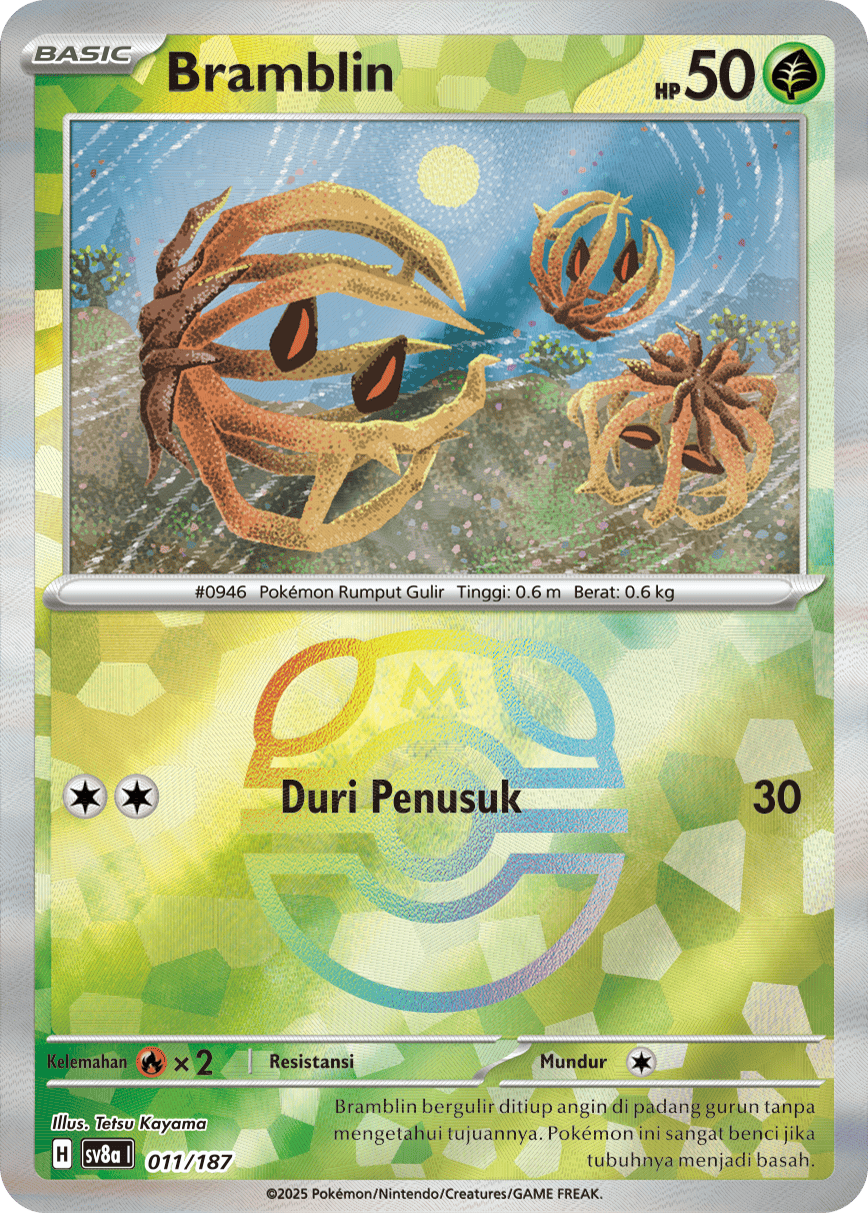 BASIC
Bramblin
HP 50
#0946 Pokémon Rumput Gulir Tinggi: 0.6 m Berat: 0.6 kg
M
Duri Penusuk 30
Kelemahan ×2 Resistansi Mundur
Illus. Tetsu Kayama
Bramblin bergulir ditiup angin di padang gurun tanpa
mengetahui tujuannya. Pokémon ini sangat benci jika
tubuhnya menjadi basah.
H sv8a I 011/187
©2025 Pokémon/Nintendo/Creatures/GAME FREAK.